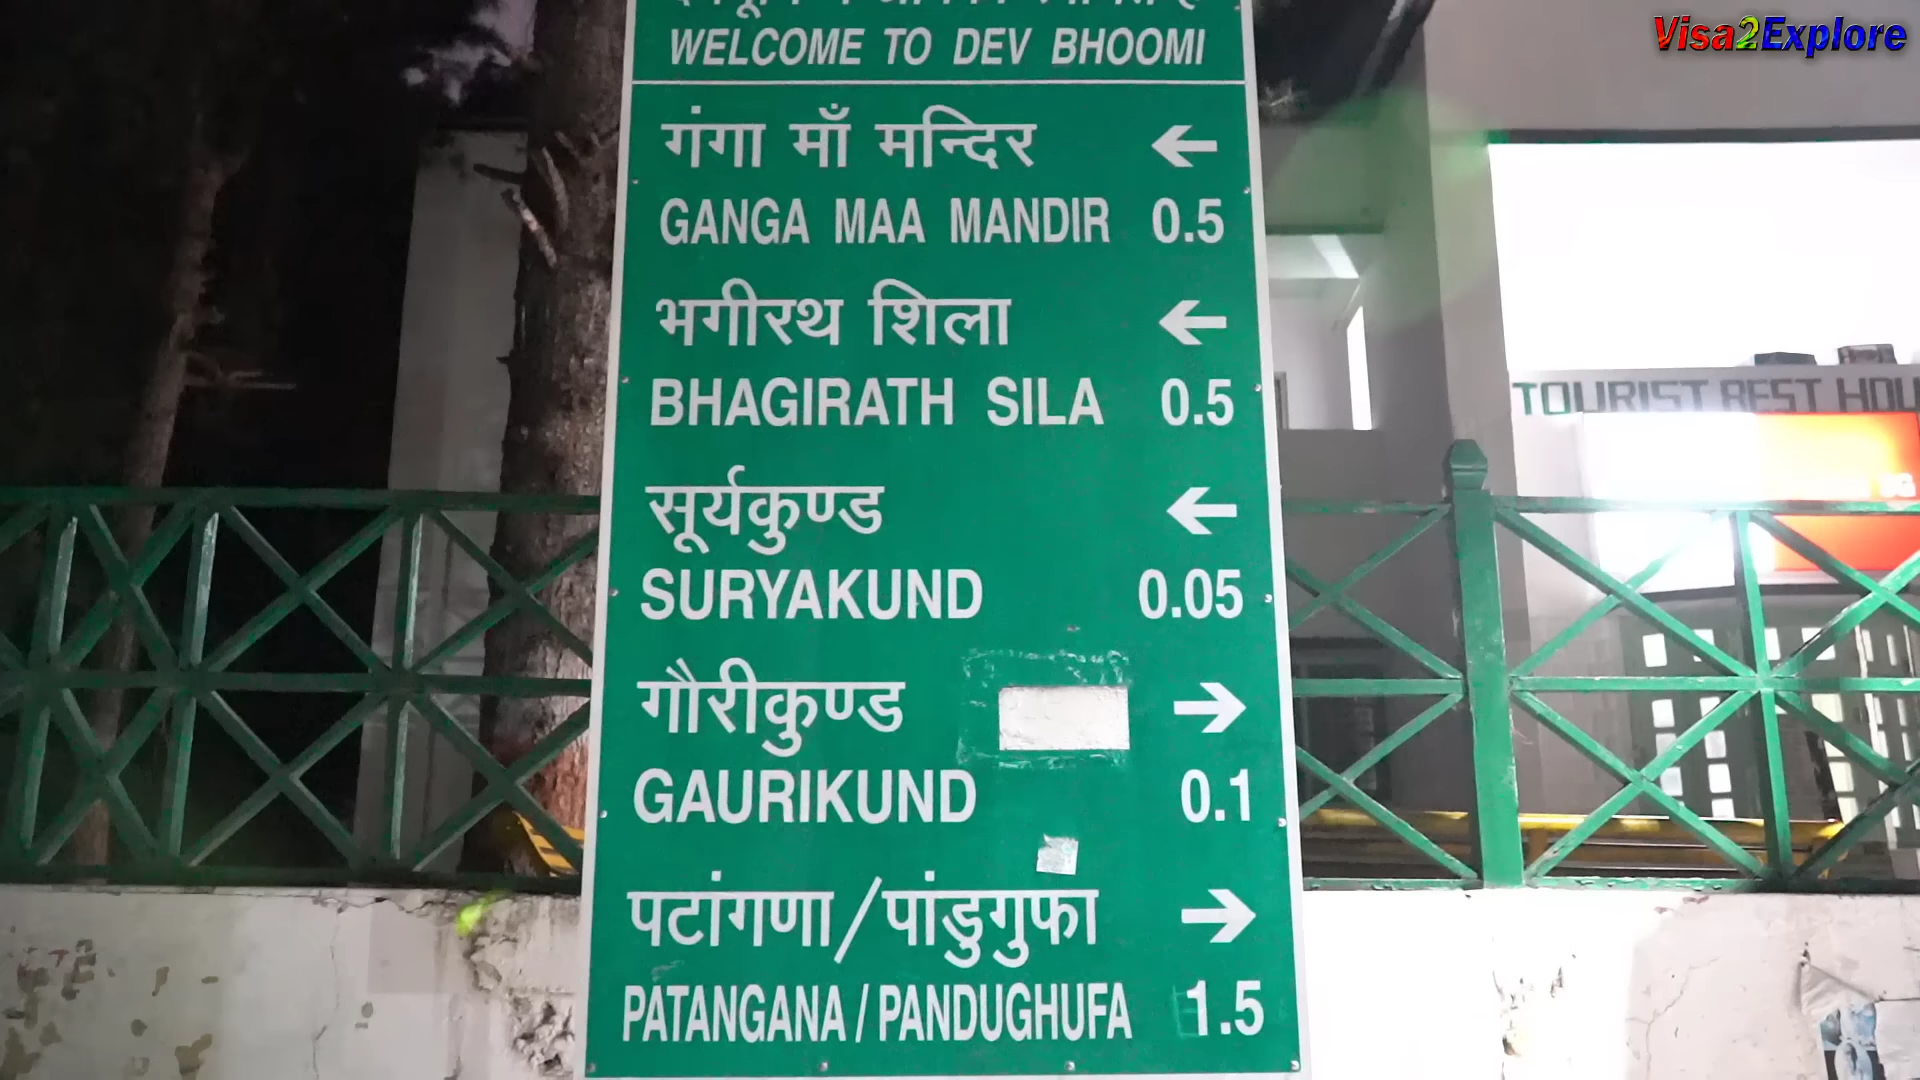 Visa2Explore
WELCOME TO DEV BHOOMI
गंगा माँ मन्दिर ←
GANGA MAA MANDIR 0.5
भगीरथ शिला ←
BHAGIRATH SILA 0.5
सूर्यकुण्ड ←
SURYAKUND 0.05
गौरीकुण्ड →
GAURIKUND 0.1
पटांगणा/पांडुगुफा →
PATANGANA/PANDUGHUFA 1.5
TOURIST REST HOU